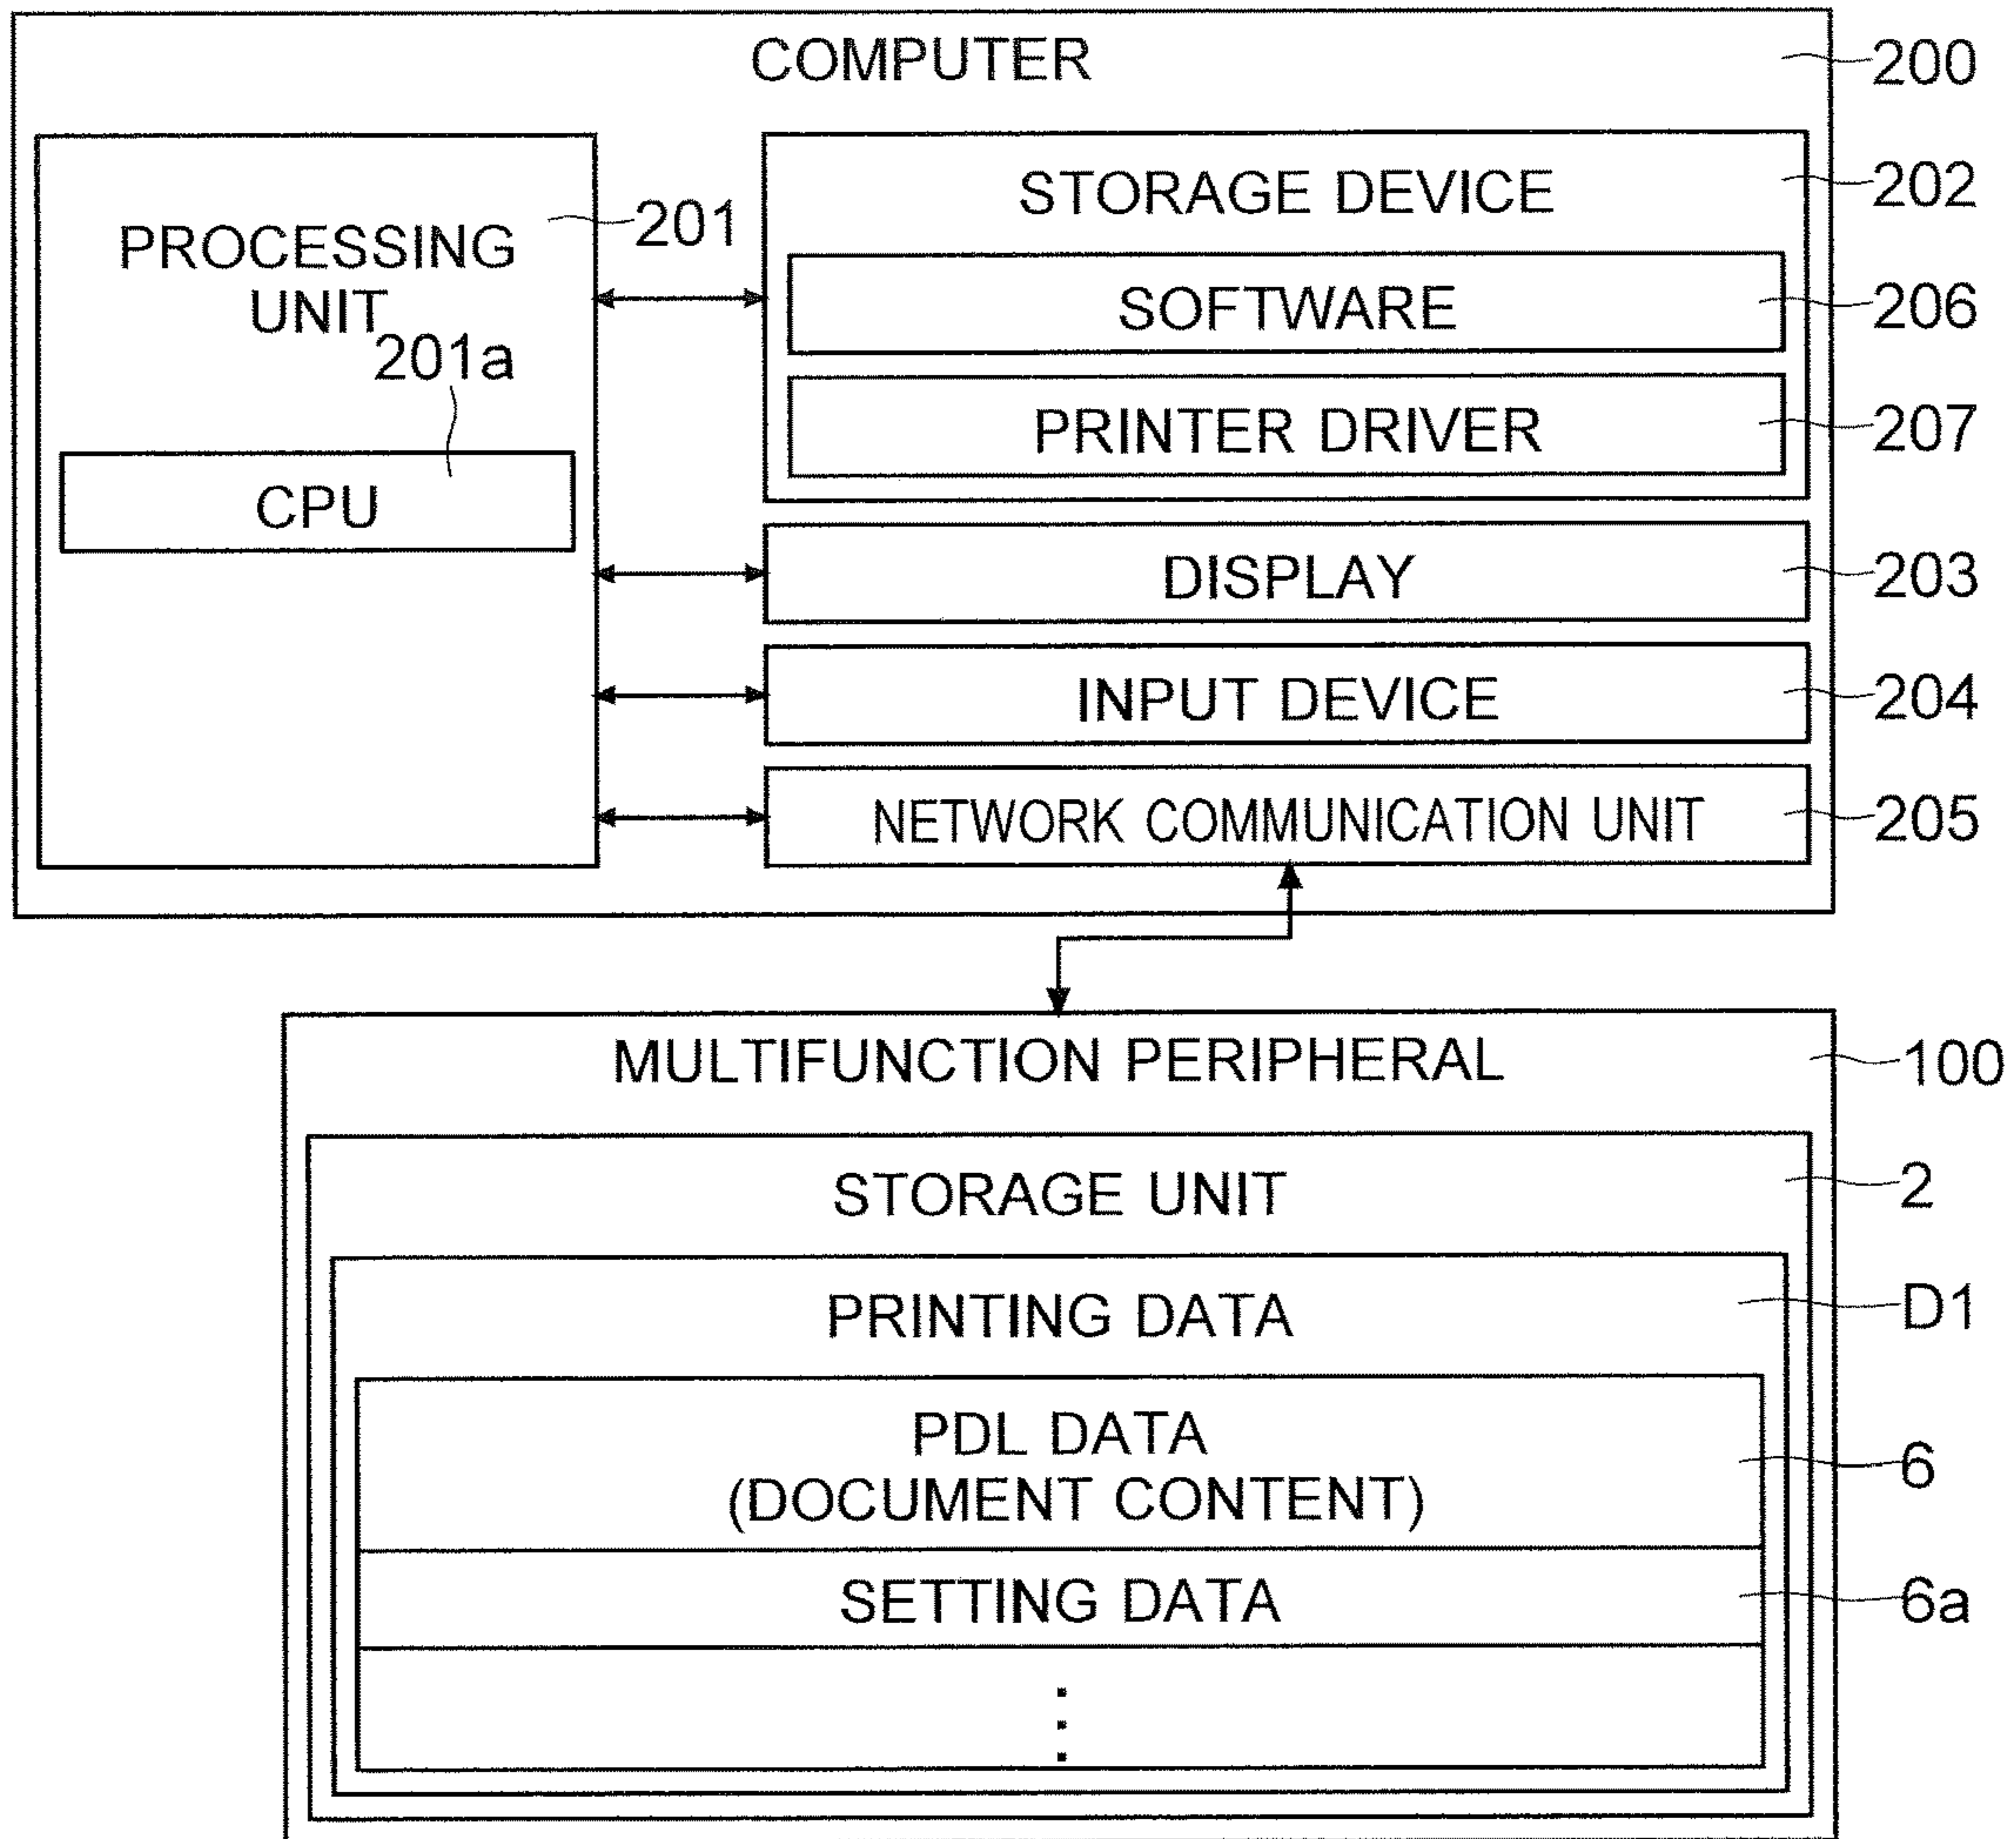 COMPUTER
200
PROCESSING
UNIT
201
201a
CPU
STORAGE DEVICE
202
SOFTWARE
206
PRINTER DRIVER
207
DISPLAY
203
INPUT DEVICE
204
NETWORK COMMUNICATION UNIT
205
MULTIFUNCTION PERIPHERAL
100
STORAGE UNIT
2
PRINTING DATA
D1
PDL DATA
(DOCUMENT CONTENT)
6
SETTING DATA
6a